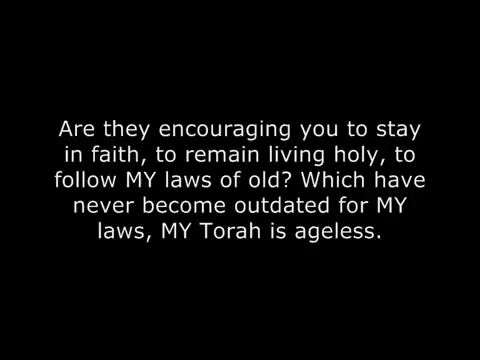 Are they encouraging you to stay
in faith, to remain living holy, to
follow MY laws of old? Which have
never become outdated for MY
laws, MY Torah is ageless.